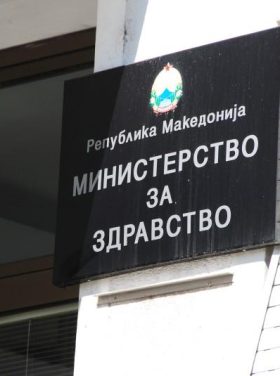 Република Македонија
МИНИСТЕРСТВО
ЗА
ЗДРАВСТВО